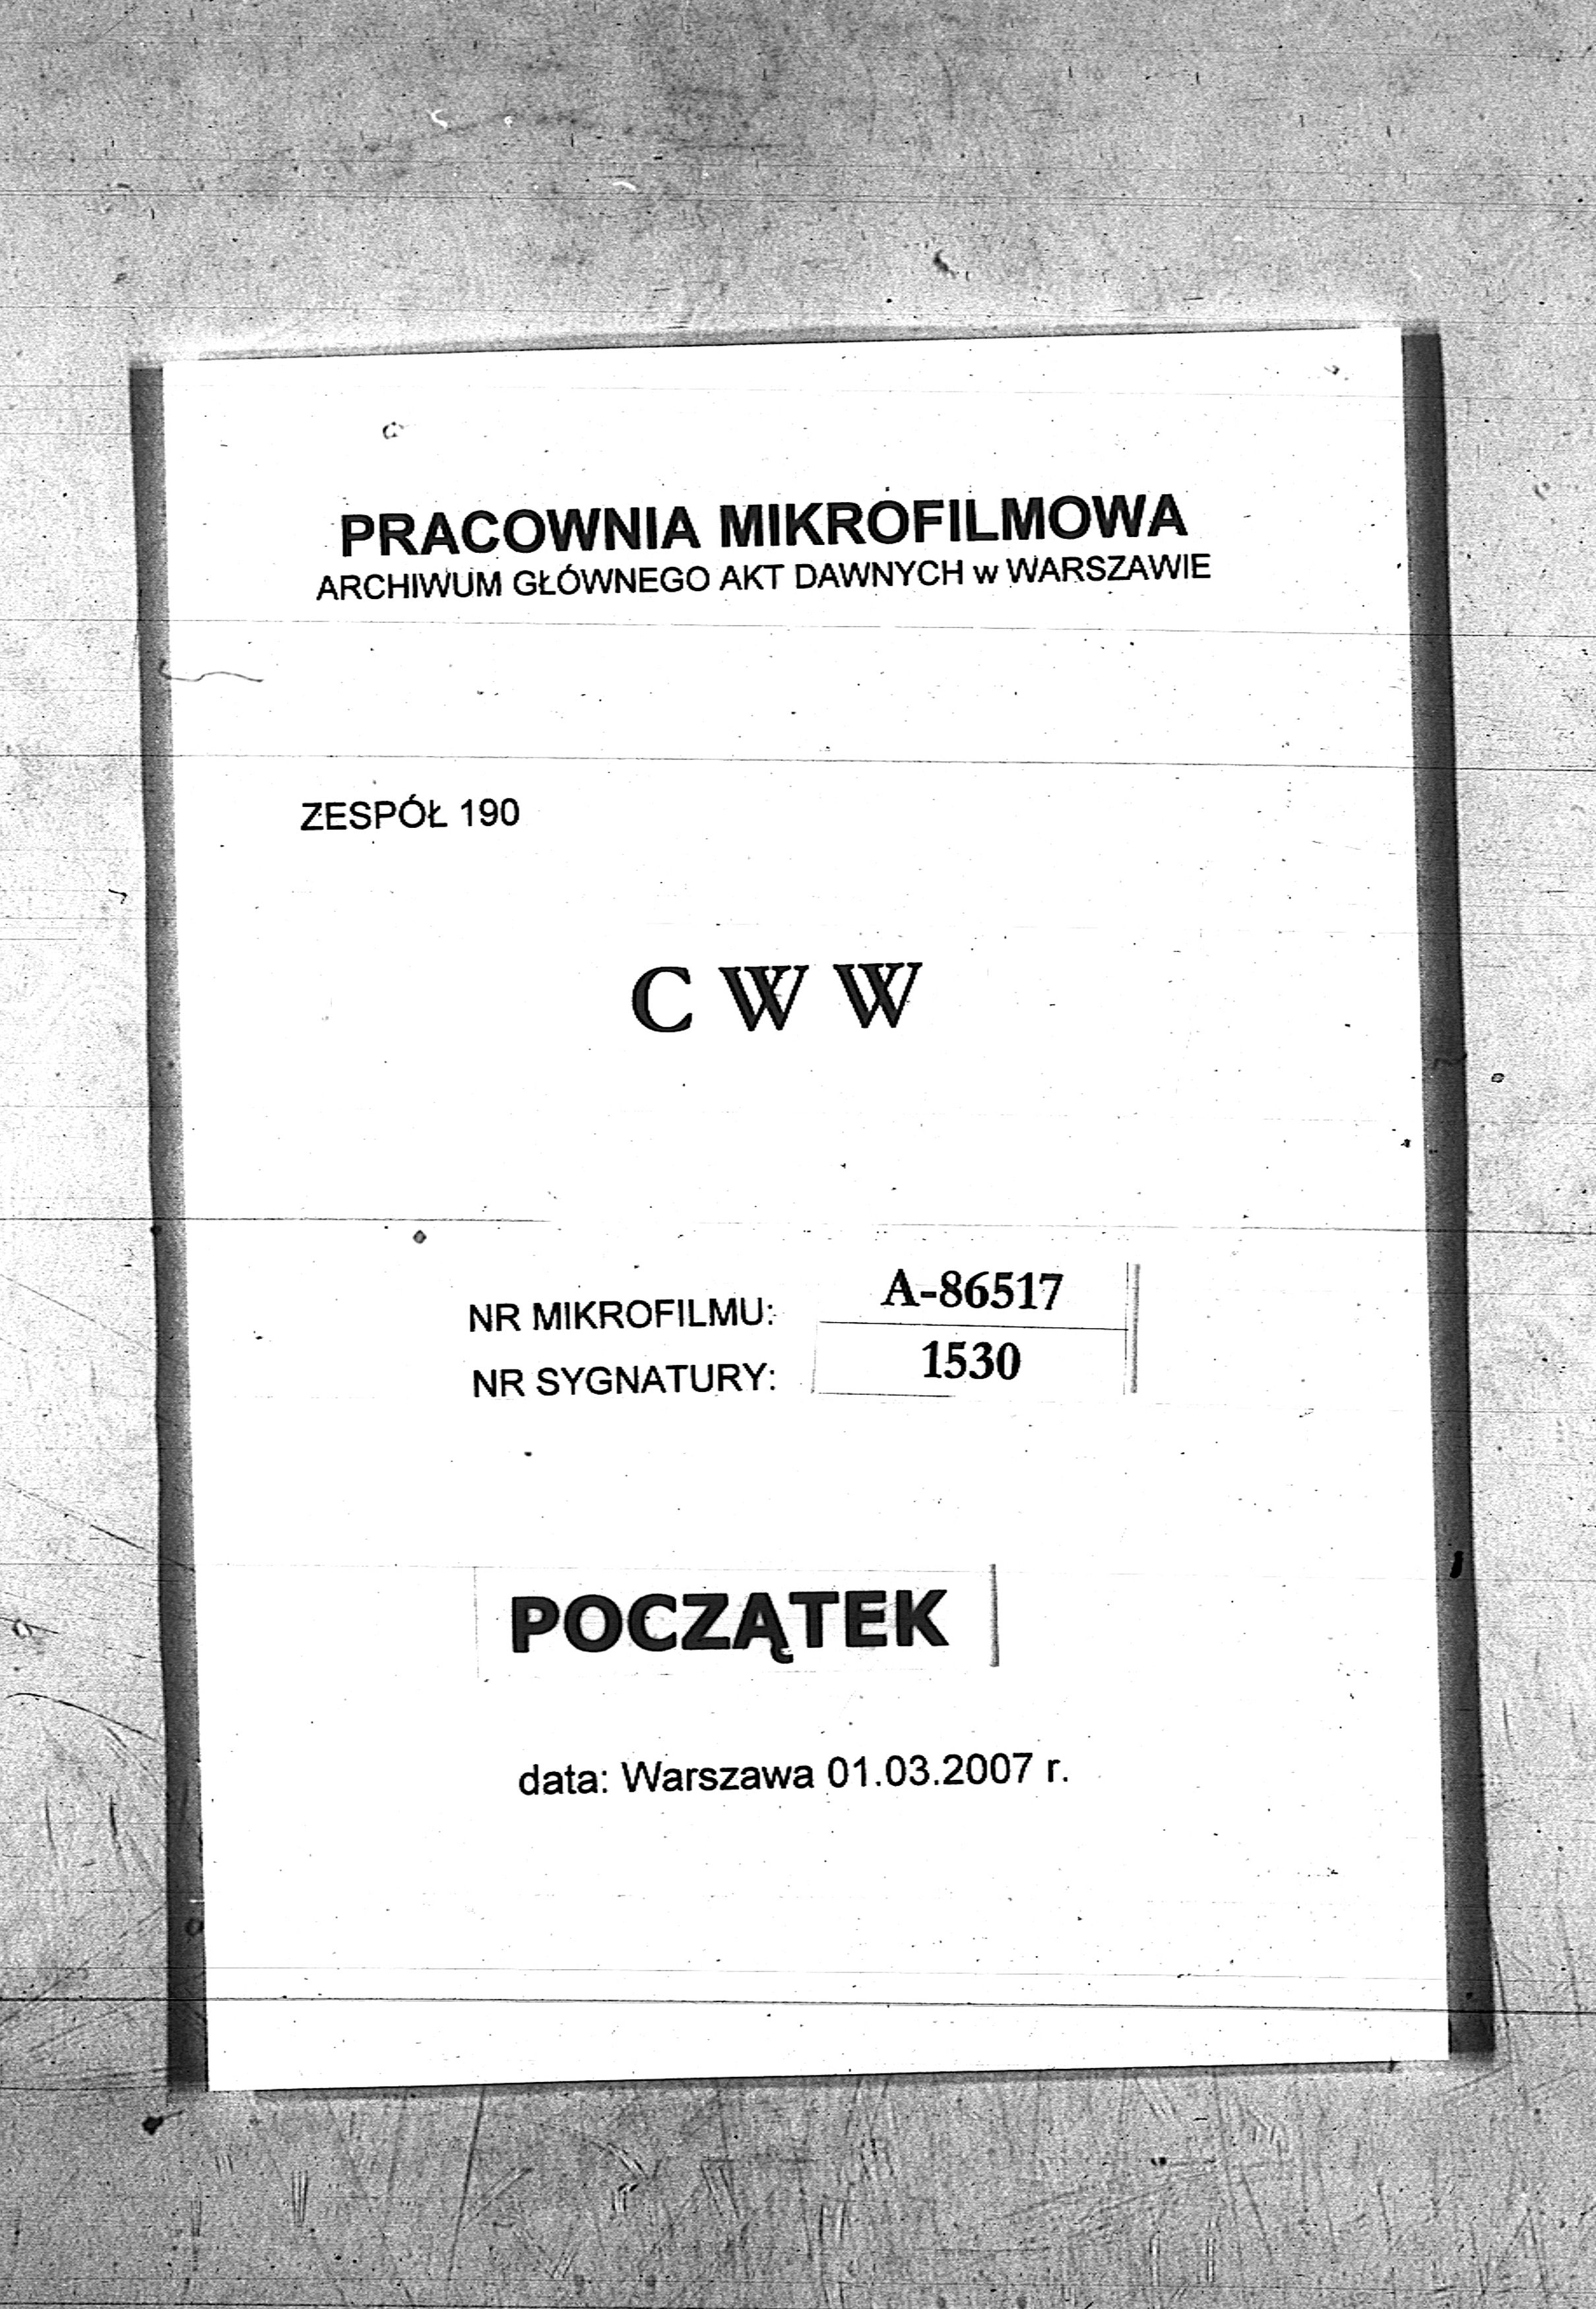 PRACOWNIA MIKROFILMOWA
ARCHIWUM GŁÓWNEGO AKT DAWNYCH w WARSZAWIE
ZESPÓŁ 190
C W W
NR MIKROFILMU: A-86517
NR SYGNATURY: 1530
POCZĄTEK
data: Warszawa 01.03.2007 r.